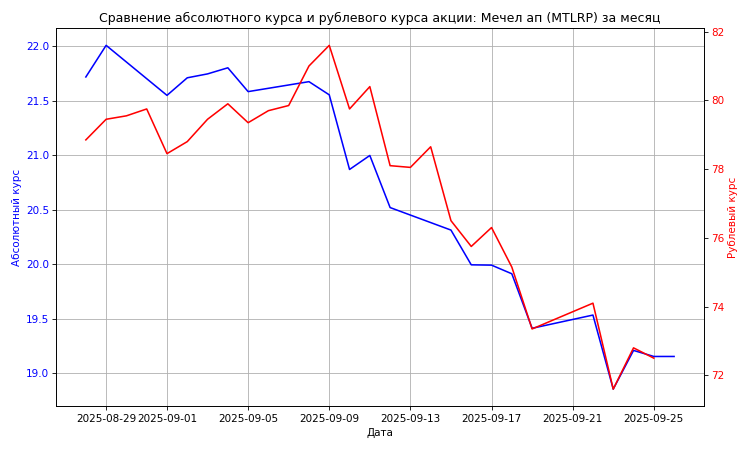 Сравнение абсолютного курса и рублевого курса акции: Мечел ап (MTLRP) за месяц
22.0
21.5
21.0
20.5
20.0
19.5
19.0
Абсолютный курс
82
80
78
76
74
72
Рублевый курс
2025-08-29 2025-09-01 2025-09-05 2025-09-09 2025-09-13 2025-09-17 2025-09-21 2025-09-25
Дата